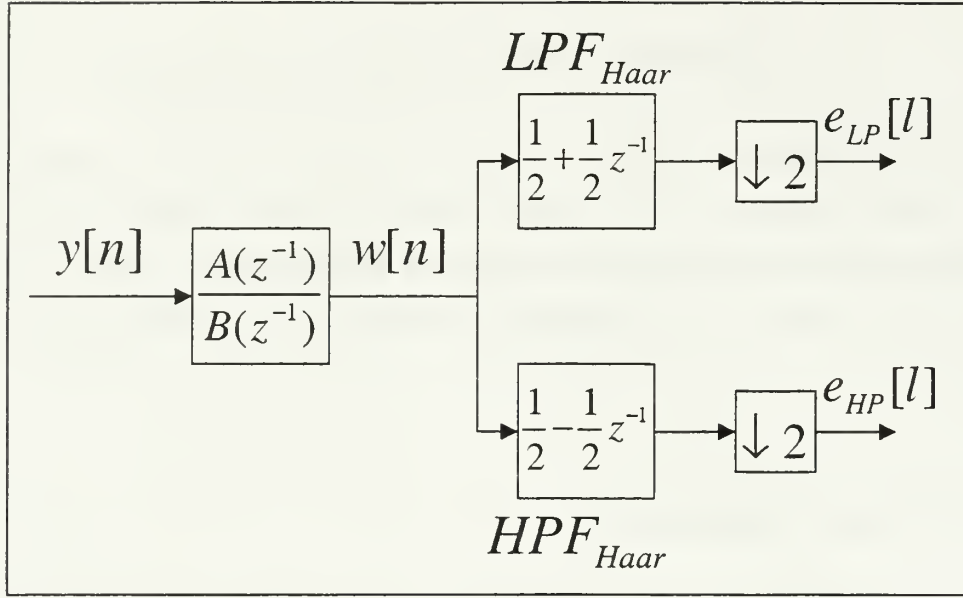 LPF_Haar
1/2 + 1/2 z^-1
↓ 2
e_LP[l]
y[n]
A(z^-1)
B(z^-1)
w[n]
1/2 - 1/2 z^-1
↓ 2
e_HP[l]
HPF_Haar